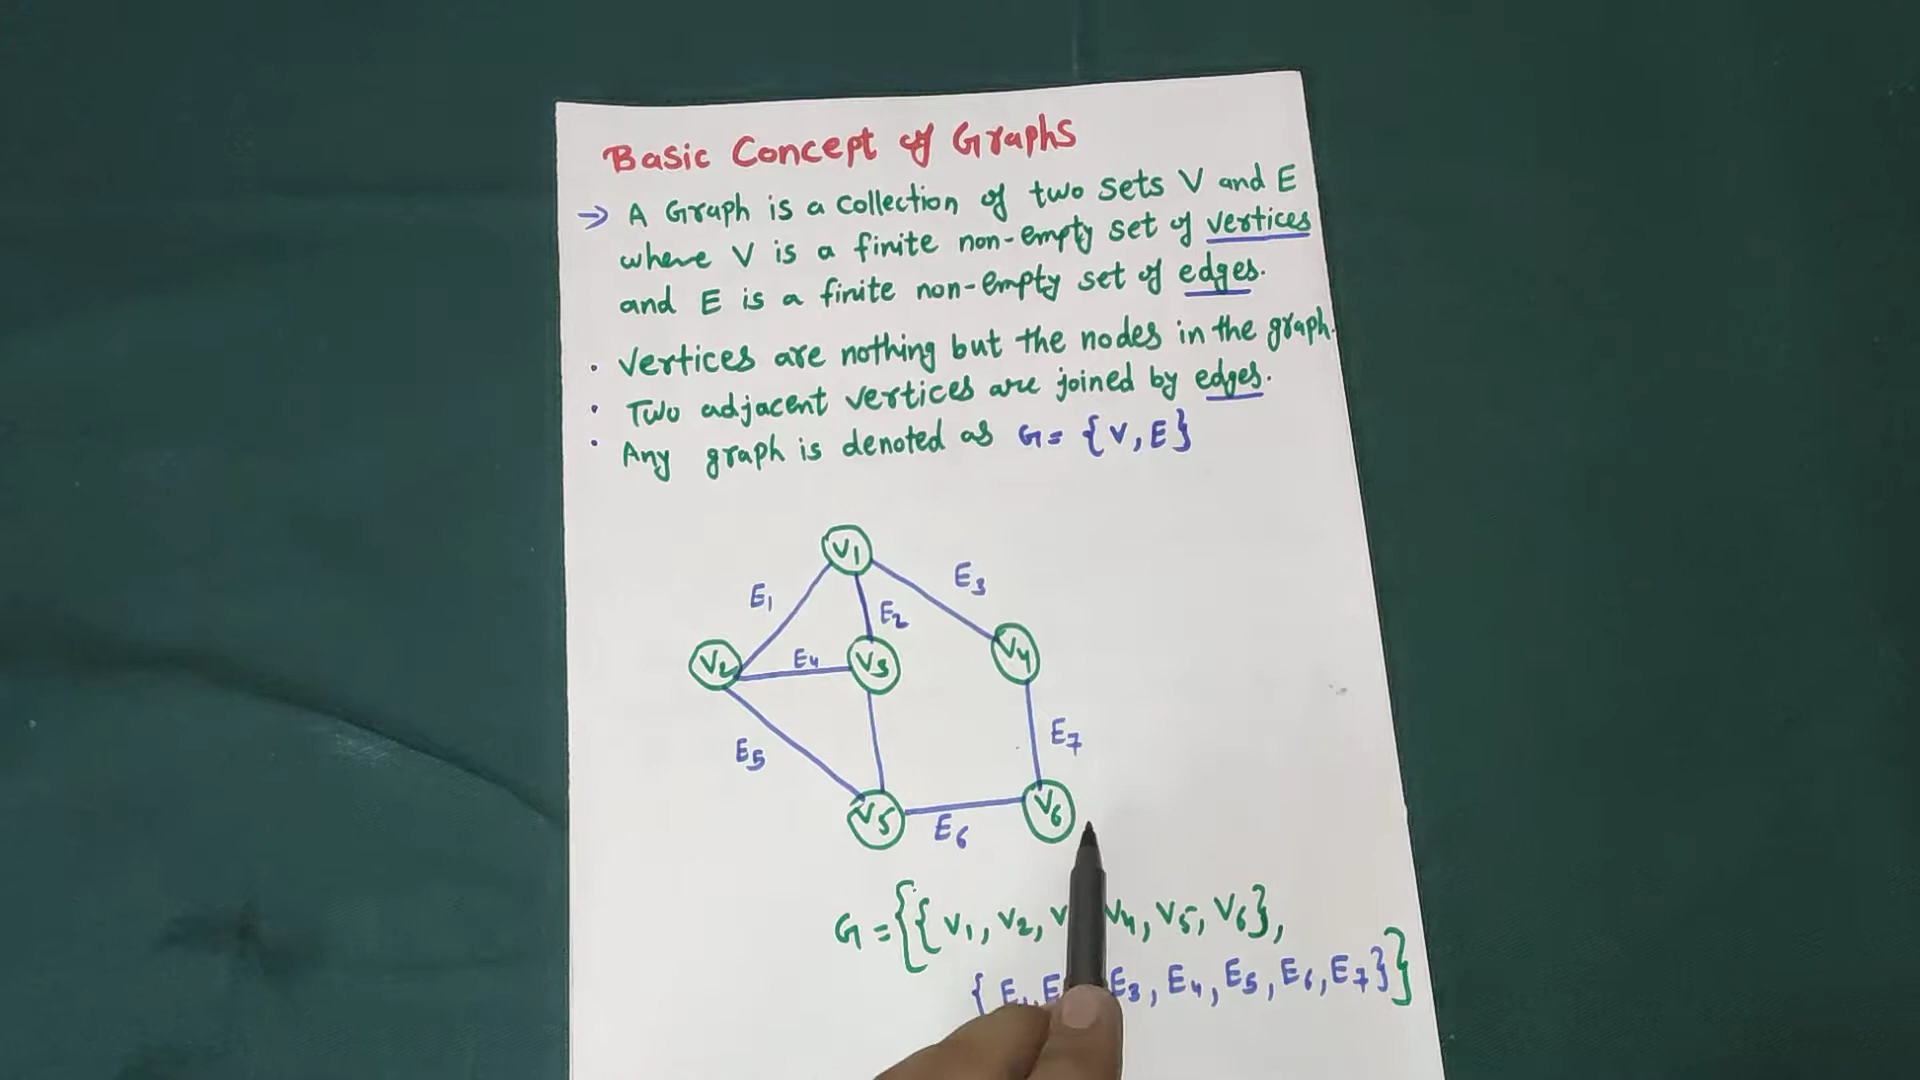 Basic Concept of Graphs
→ A Graph is a collection of two sets V and E
where V is a finite non-empty set of vertices
and E is a finite non-empty set of edges.
• Vertices are nothing but the nodes in the graph.
• Two adjacent vertices are joined by edges.
• Any graph is denoted as G = {V, E}
V1
E1
E2
E3
V2
E4
V3
V4
E5
E7
V5
E6
V6
G = {{V1, V2, V4, V5, V6},
{E1, E3, E4, E5, E6, E7}}